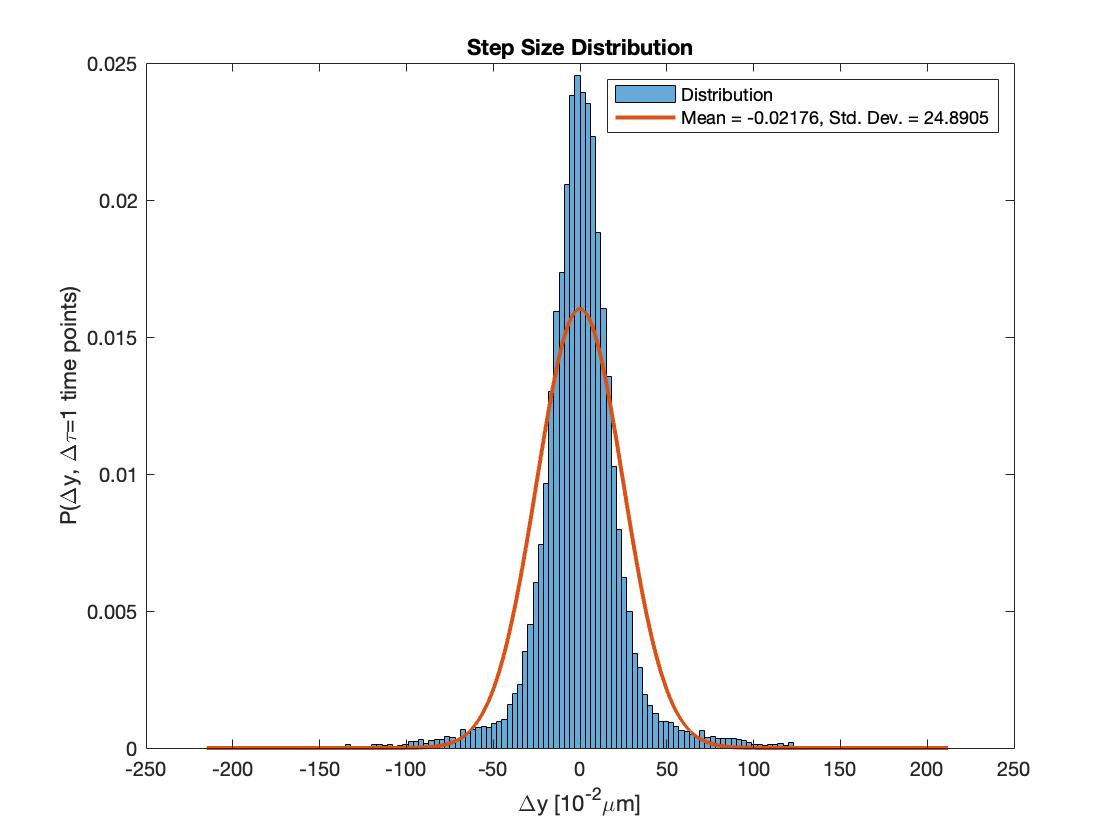 Step Size Distribution
Distribution
Mean = -0.02176, Std. Dev. = 24.8905
0.025
0.02
0.015
0.01
0.005
0
P(Δy, Δτ=1 time points)
-250 -200 -150 -100 -50 0 50 100 150 200 250
Δy [10⁻²μm]